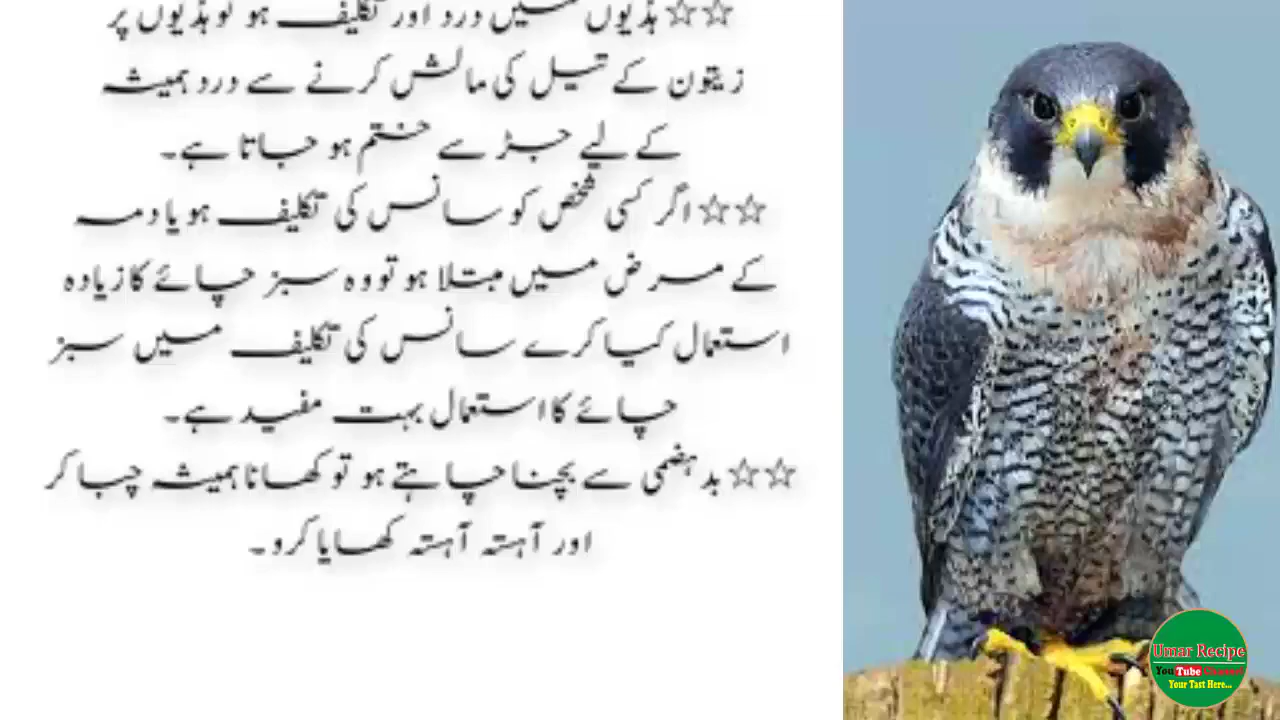 ☆☆ہڈیوں میں درد اور تکلیف ہو تو ہڈیوں پر
زیتون کے تیل کی مالش کرنے سے درد ہمیشہ
کے لیے جڑ سے ختم ہو جاتا ہے۔
☆☆اگر کسی شخص کو سانس کی تکلیف ہو یا دمہ
کے مرض میں مبتلا ہو تو وہ سبز چائے کا زیادہ
استعمال کیا کرے سانس کی تکلیف میں سبز
چائے کا استعمال بہت مفید ہے۔
☆☆بدہضمی سے بچنا چاہتے ہو تو کھانا ہمیشہ چبا کر
اور آہستہ آہستہ کھایا کرو۔
Umar Recipe
YouTube Channel
Your Tast Here...